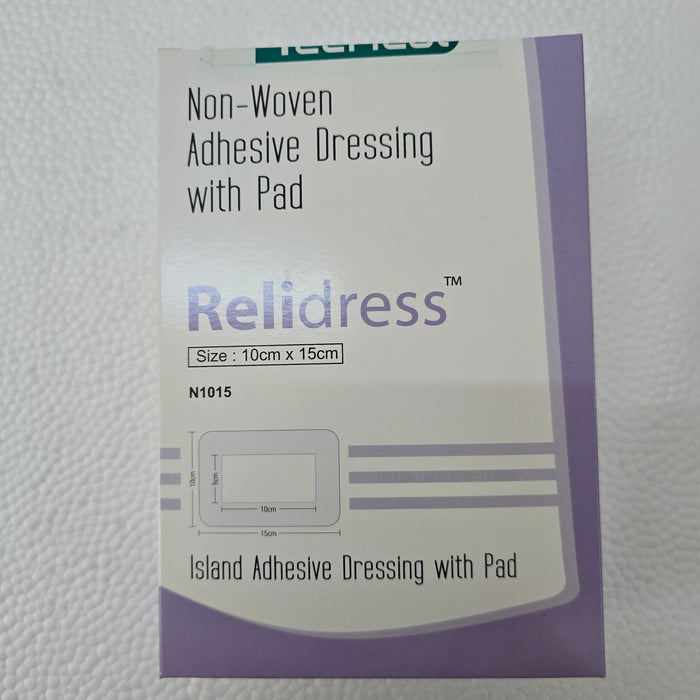 Non-Woven
Adhesive Dressing
with Pad
Relidress™
Size : 10cm x 15cm
N1015
10cm
5cm
10cm
15cm
Island Adhesive Dressing with Pad